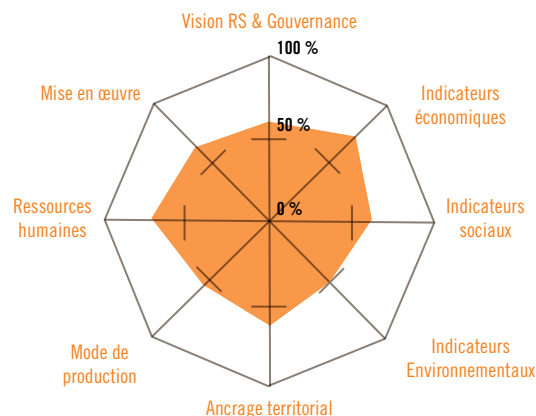 Vision RS & Gouvernance
100 %
Mise en œuvre
Indicateurs
économiques
50 %
Ressources
humaines
0 %
Indicateurs
sociaux
Mode de
production
Indicateurs
Environnementaux
Ancrage territorial